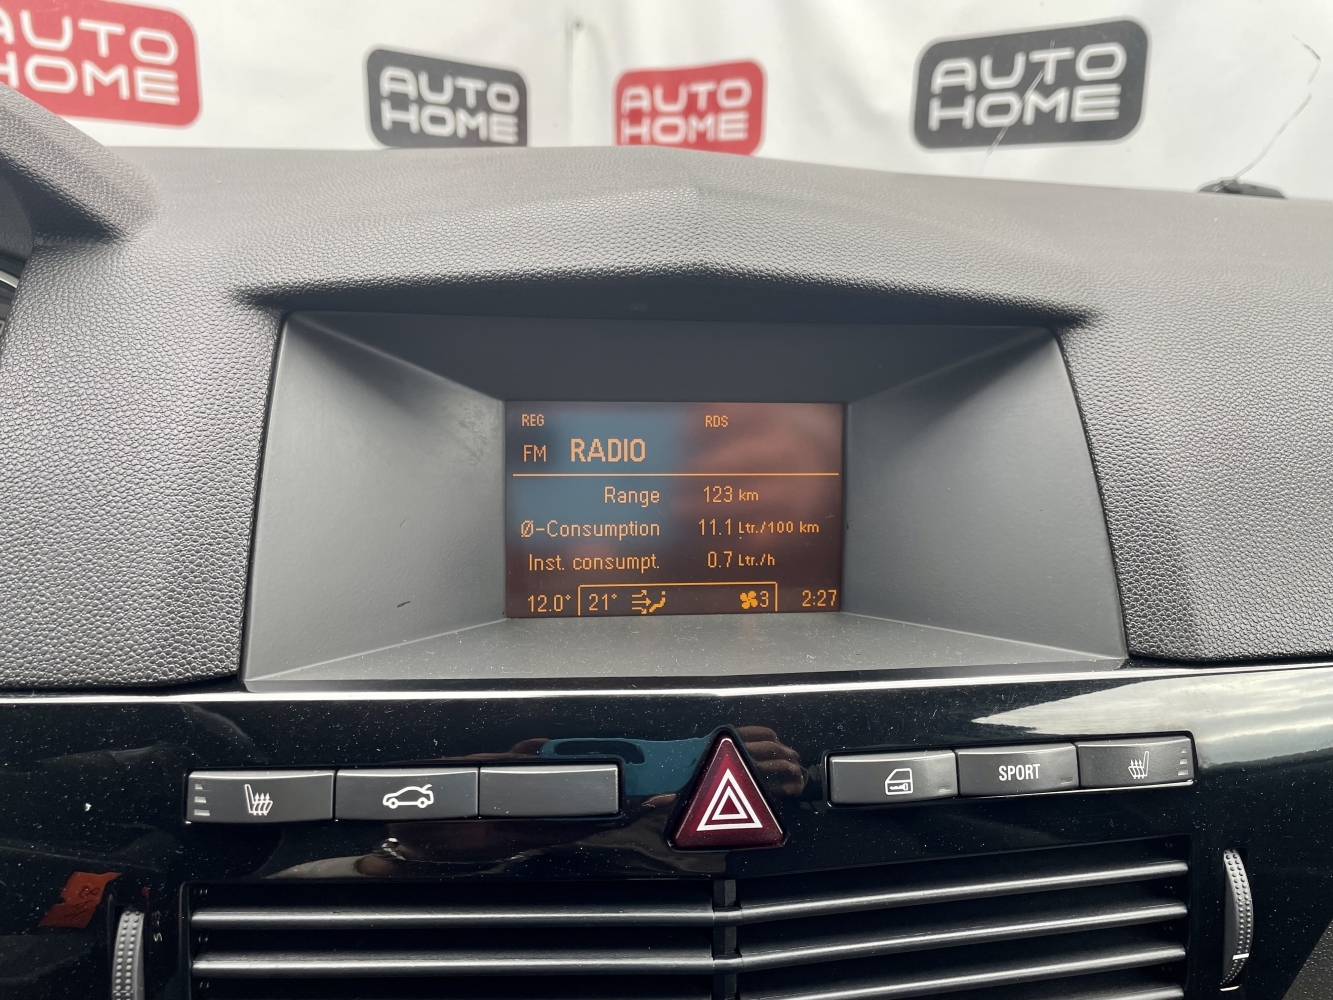 AUTO
HOME
AUTO
HOME
AUTO
HOME
AUTO
HOME
REG RDS
FM RADIO
Range 123 km
Ø-Consumption 11.1 Ltr./100 km
Inst. consumpt. 0.7 Ltr./h
12.0° 21° 3 2:27
SPORT